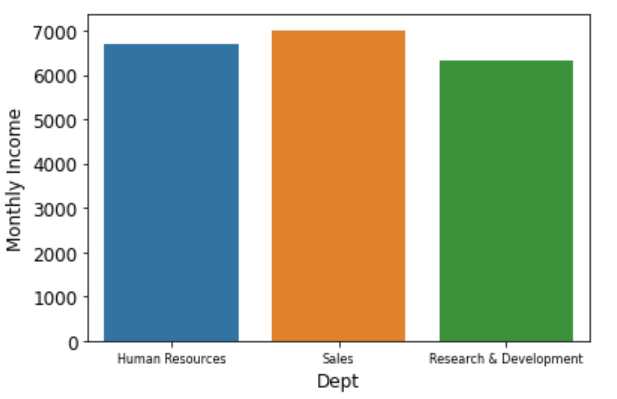 Monthly Income
7000
6000
5000
4000
3000
2000
1000
0
Human Resources
Sales
Research & Development
Dept